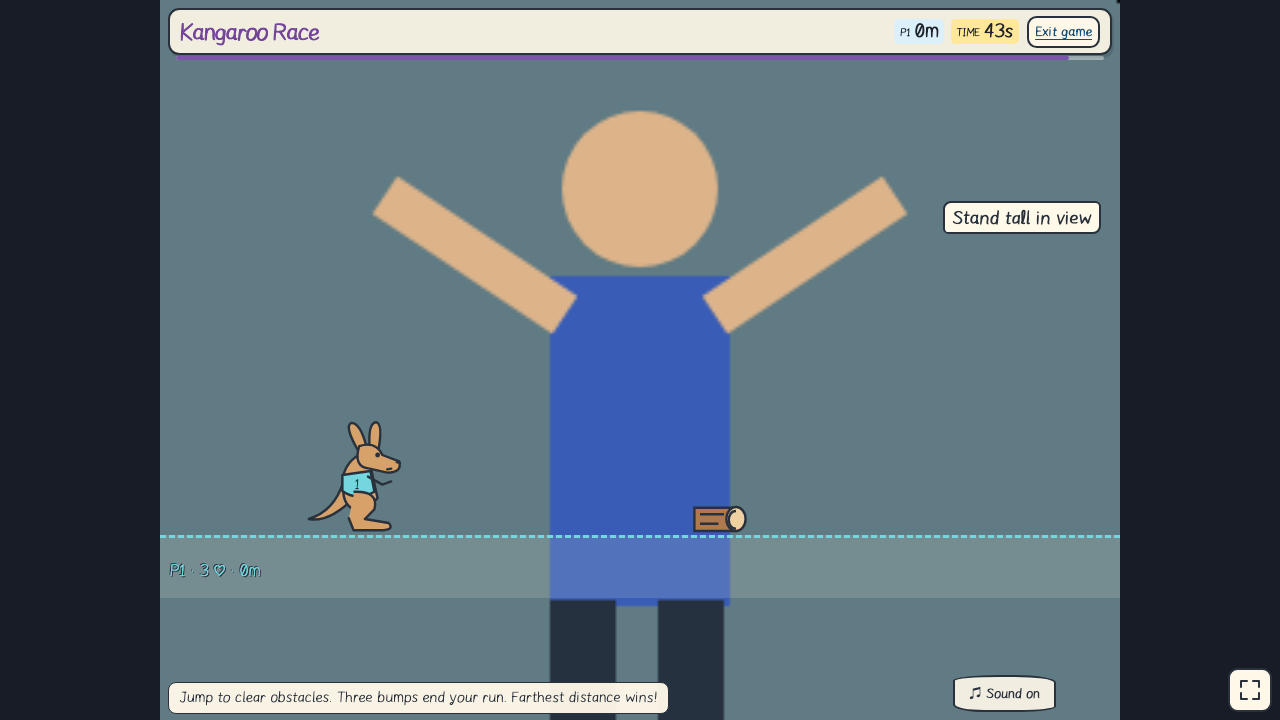 Kangaroo Race
P1 0m
TIME 43s
Exit game
Stand tall in view
1
P1 · 3 ♡ · 0m
Jump to clear obstacles. Three bumps end your run. Farthest distance wins!
♫ Sound on